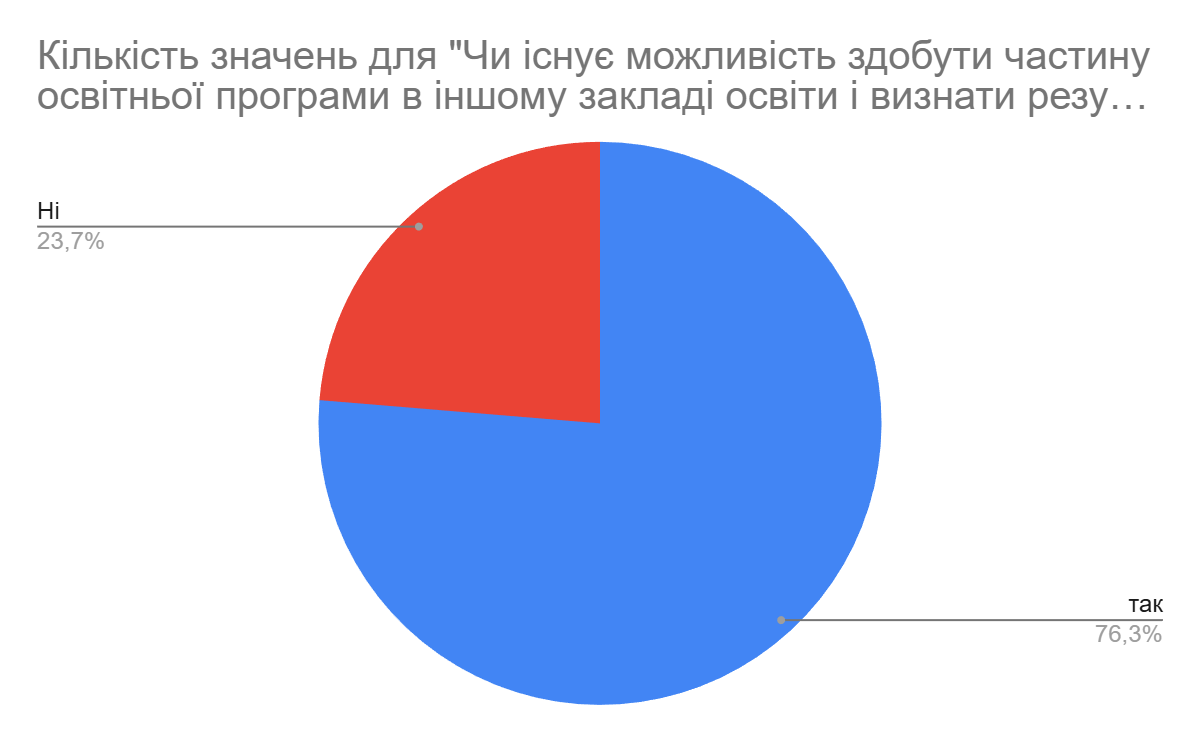 Кількість значень для "Чи існує можливість здобути частину
освітньої програми в іншому закладі освіти і визнати резу…
Ні
23,7%
так
76,3%